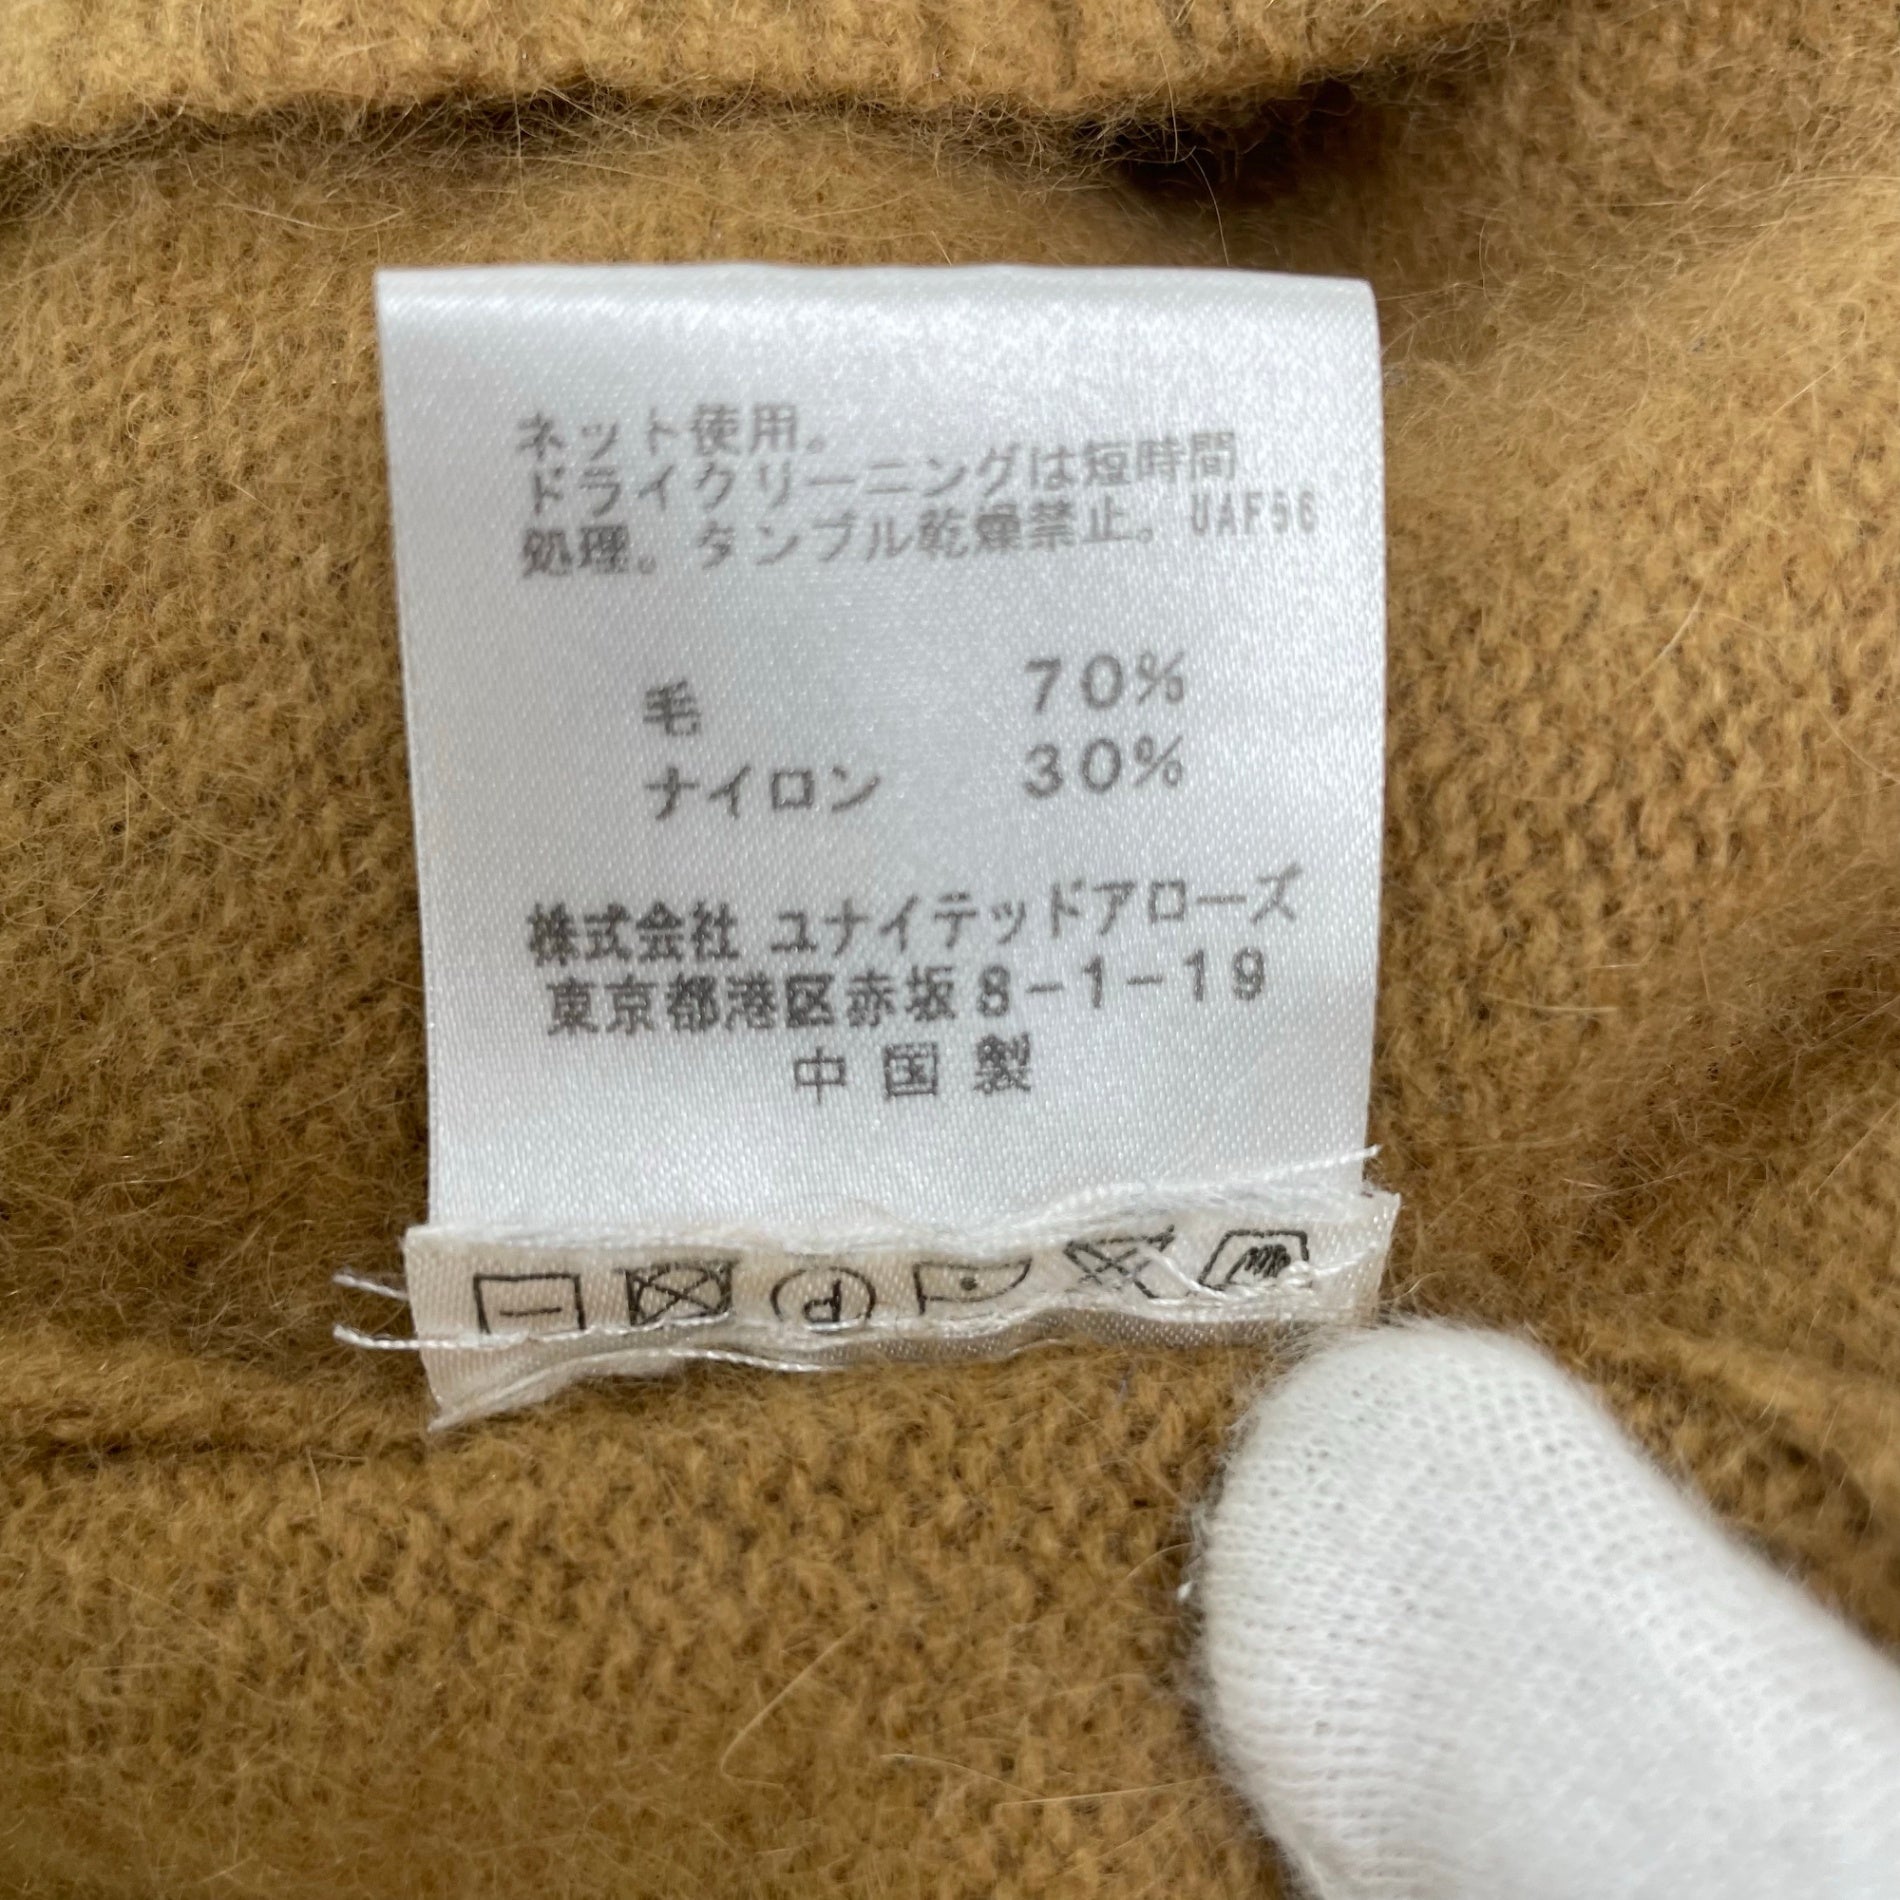 ネット使用。
ドライクリーニングは短時間
処理。タンブル乾燥禁止。UAF56
毛 70%
ナイロン 30%
株式会社 ユナイテッドアローズ
東京都港区赤坂8-1-19
中国製
P